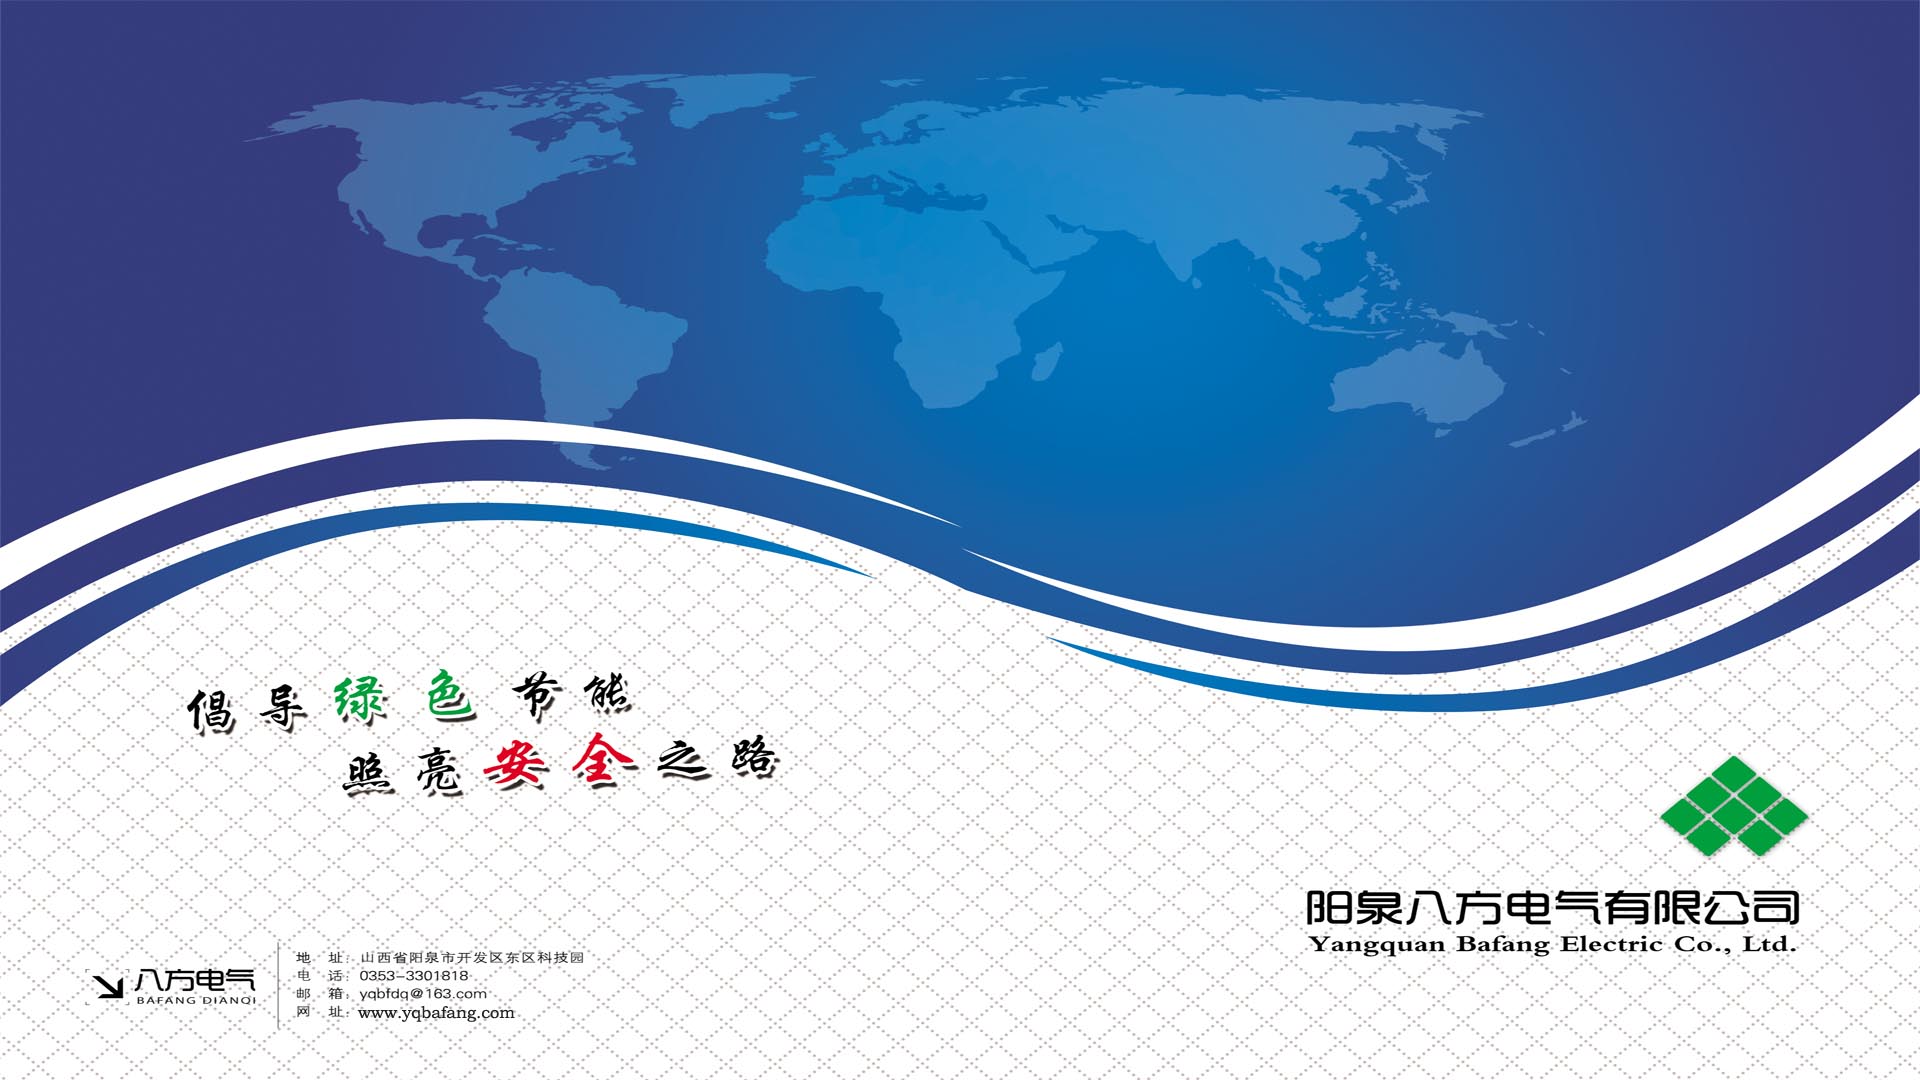 倡导绿色节能
照亮安全之路
阳泉八方电气有限公司
Yangquan Bafang Electric Co., Ltd.
八方电气
BAFANG DIANQI
地 址：山西省阳泉市开发区东区科技园
电 话：0353-3301818
邮 箱：yqbfdq@163.com
网 址：www.yqbafang.com